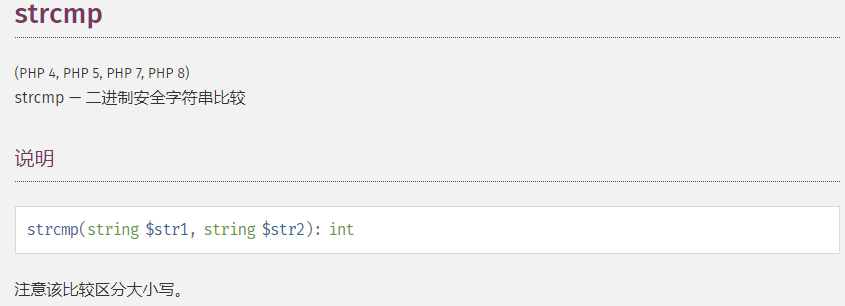 strcmp
(PHP 4, PHP 5, PHP 7, PHP 8)
strcmp — 二进制安全字符串比较
说明
strcmp(string $str1, string $str2): int
注意该比较区分大小写。